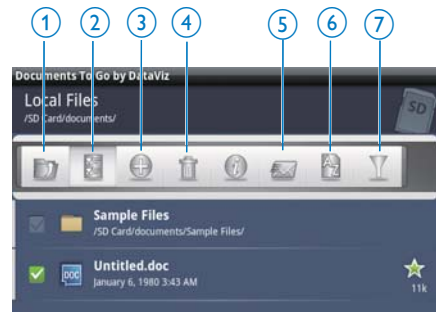 1 2 3 4 5 6 7
Documents To Go by DataViz
Local Files
/SD Card/documents/
SD
A Z
Sample Files
/SD Card/documents/Sample Files/
DOC
Untitled.doc
January 6, 1980 3:43 AM
11k